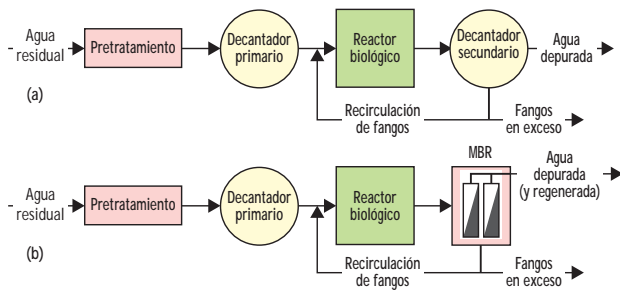 Agua
residual
Pretratamiento
Decantador
primario
Reactor
biológico
Decantador
secundario
Agua
depurada
Recirculación
de fangos
Fangos
en exceso
(a)
MBR
Agua
residual
Pretratamiento
Decantador
primario
Reactor
biológico
Agua
depurada
(y regenerada)
Recirculación
de fangos
Fangos
en exceso
(b)